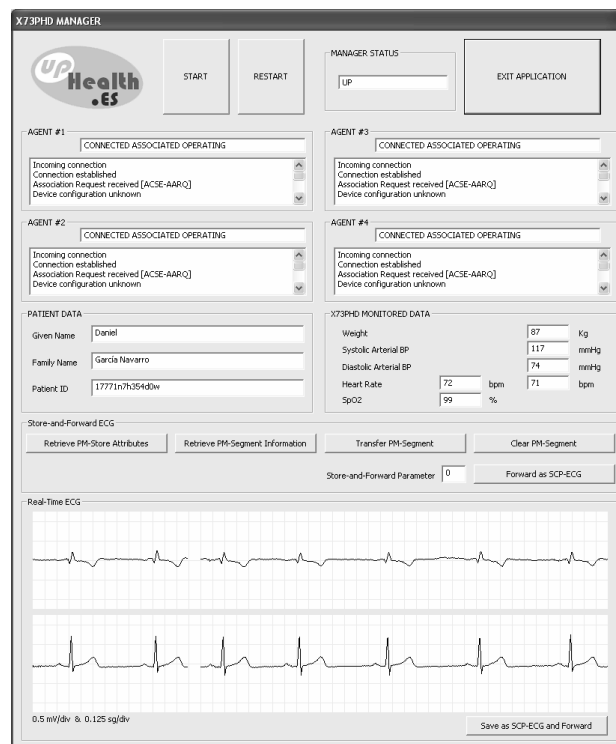 X73PHD MANAGER
UP
Health
.ES
START
RESTART
MANAGER STATUS
UP
EXIT APPLICATION
AGENT #1
CONNECTED ASSOCIATED OPERATING
Incoming connection
Connection established
Association Request received [ACSE-AARQ]
Device configuration unknown
AGENT #3
CONNECTED ASSOCIATED OPERATING
Incoming connection
Connection established
Association Request received [ACSE-AARQ]
Device configuration unknown
AGENT #2
CONNECTED ASSOCIATED OPERATING
Incoming connection
Connection established
Association Request received [ACSE-AARQ]
Device configuration unknown
AGENT #4
CONNECTED ASSOCIATED OPERATING
Incoming connection
Connection established
Association Request received [ACSE-AARQ]
Device configuration unknown
PATIENT DATA
Given Name Daniel
Family Name García Navarro
Patient ID 17771n7h354d0w
X73PHD MONITORED DATA
Weight 87 Kg
Systolic Arterial BP 117 mmHg
Diastolic Arterial BP 74 mmHg
Heart Rate 72 bpm 71 bpm
SpO2 99 %
Store-and-Forward ECG
Retrieve PM-Store Attributes Retrieve PM-Segment Information Transfer PM-Segment Clear PM-Segment
Store-and-Forward Parameter 0 Forward as SCP-ECG
Real-Time ECG
0.5 mV/div & 0.125 sg/div
Save as SCP-ECG and Forward